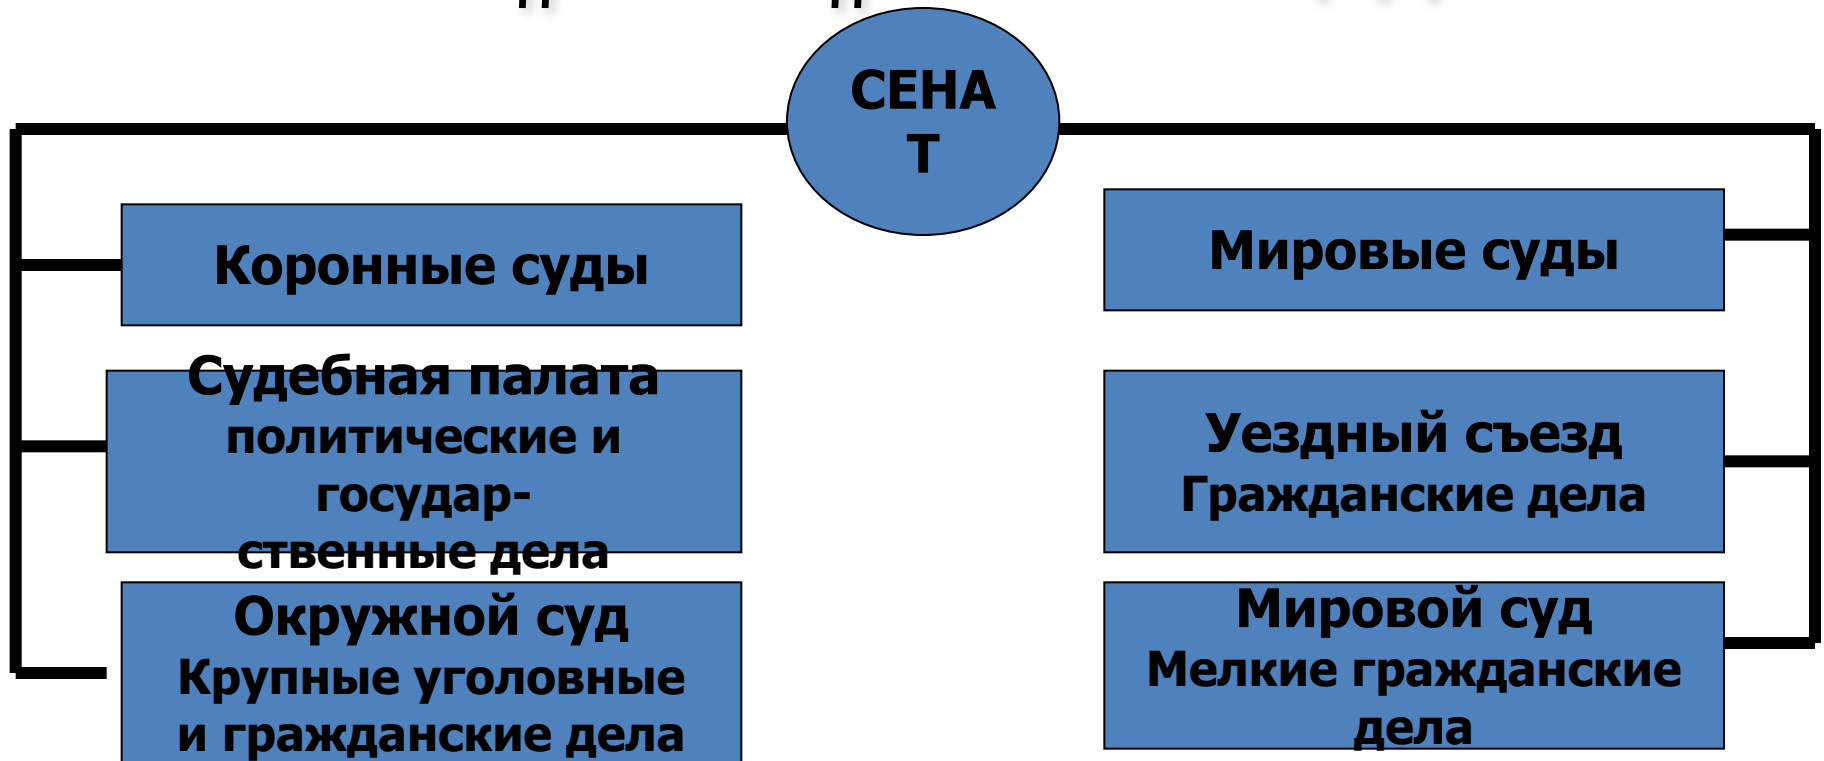 СЕНА
Т
Коронные суды
Судебная палата
политические и
государ-
ственные дела
Окружной суд
Крупные уголовные
и гражданские дела
Мировые суды
Уездный съезд
Гражданские дела
Мировой суд
Мелкие гражданские
дела